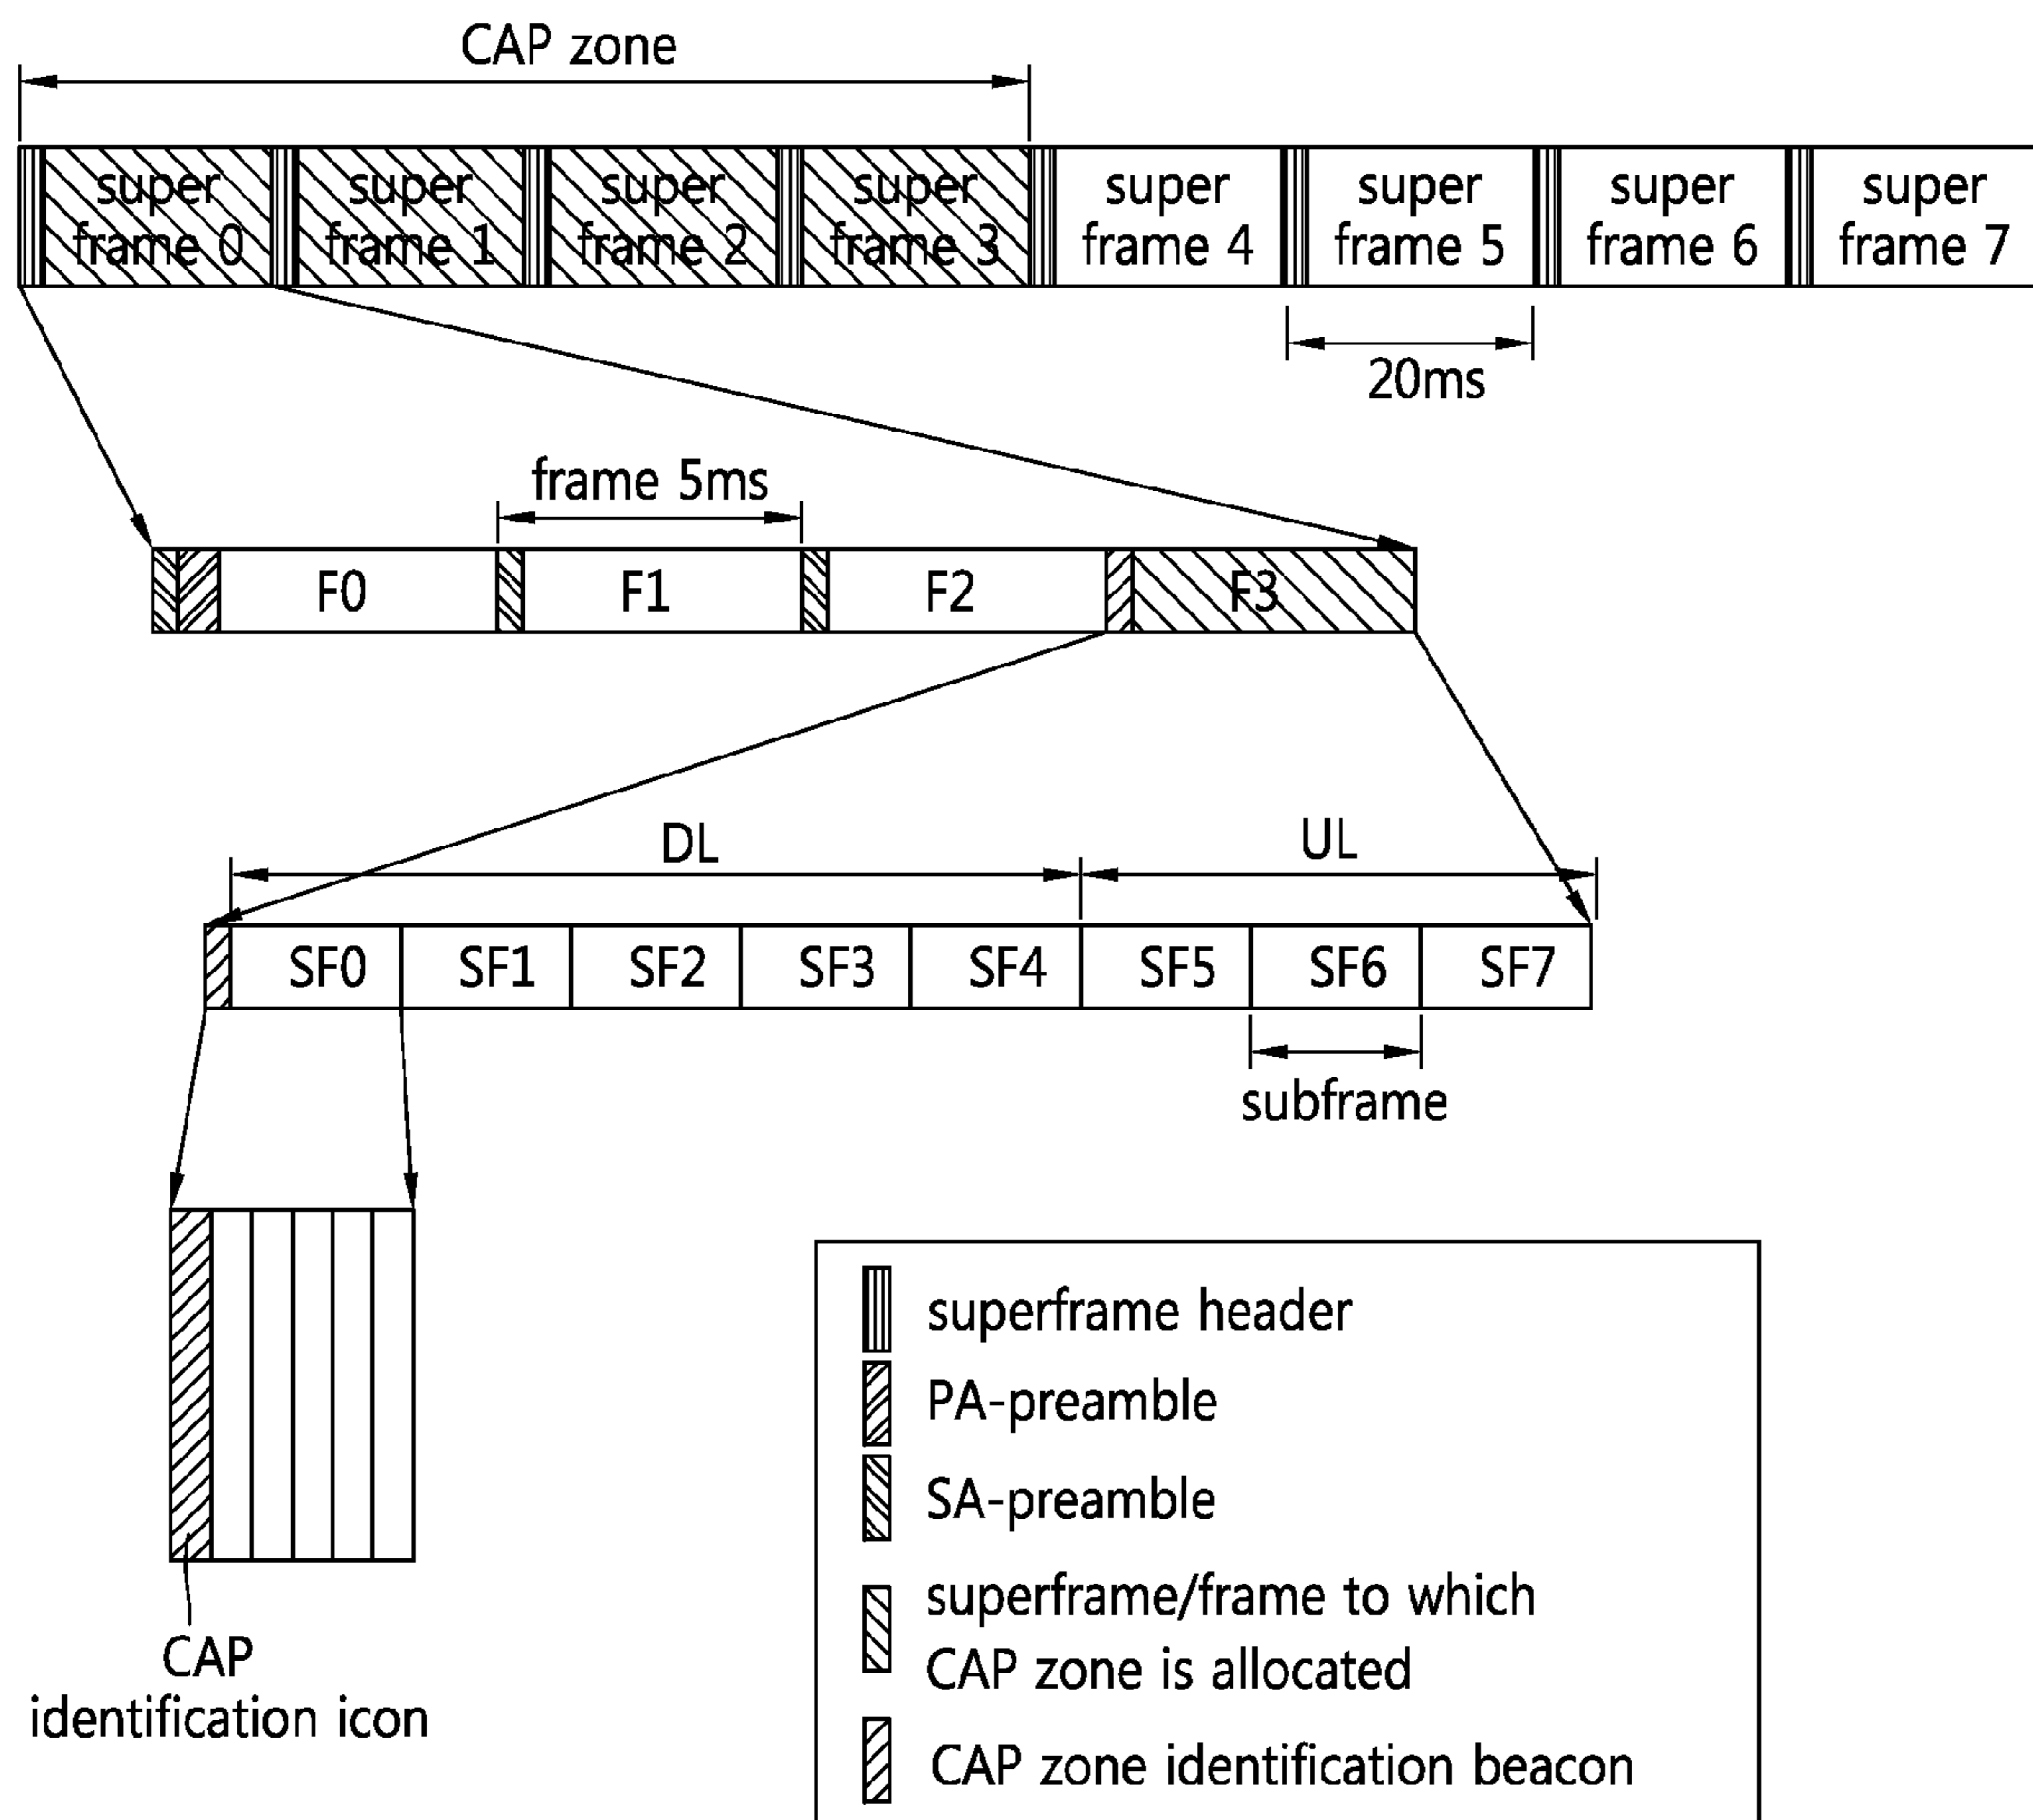 CAP zone
super
frame 0
super
frame 1
super
frame 2
super
frame 3
super
frame 4
super
frame 5
super
frame 6
super
frame 7
20ms
frame 5ms
F0
F1
F2
F3
DL
UL
SF0
SF1
SF2
SF3
SF4
SF5
SF6
SF7
subframe
CAP
identification icon
superframe header
PA-preamble
SA-preamble
superframe/frame to which
CAP zone is allocated
CAP zone identification beacon